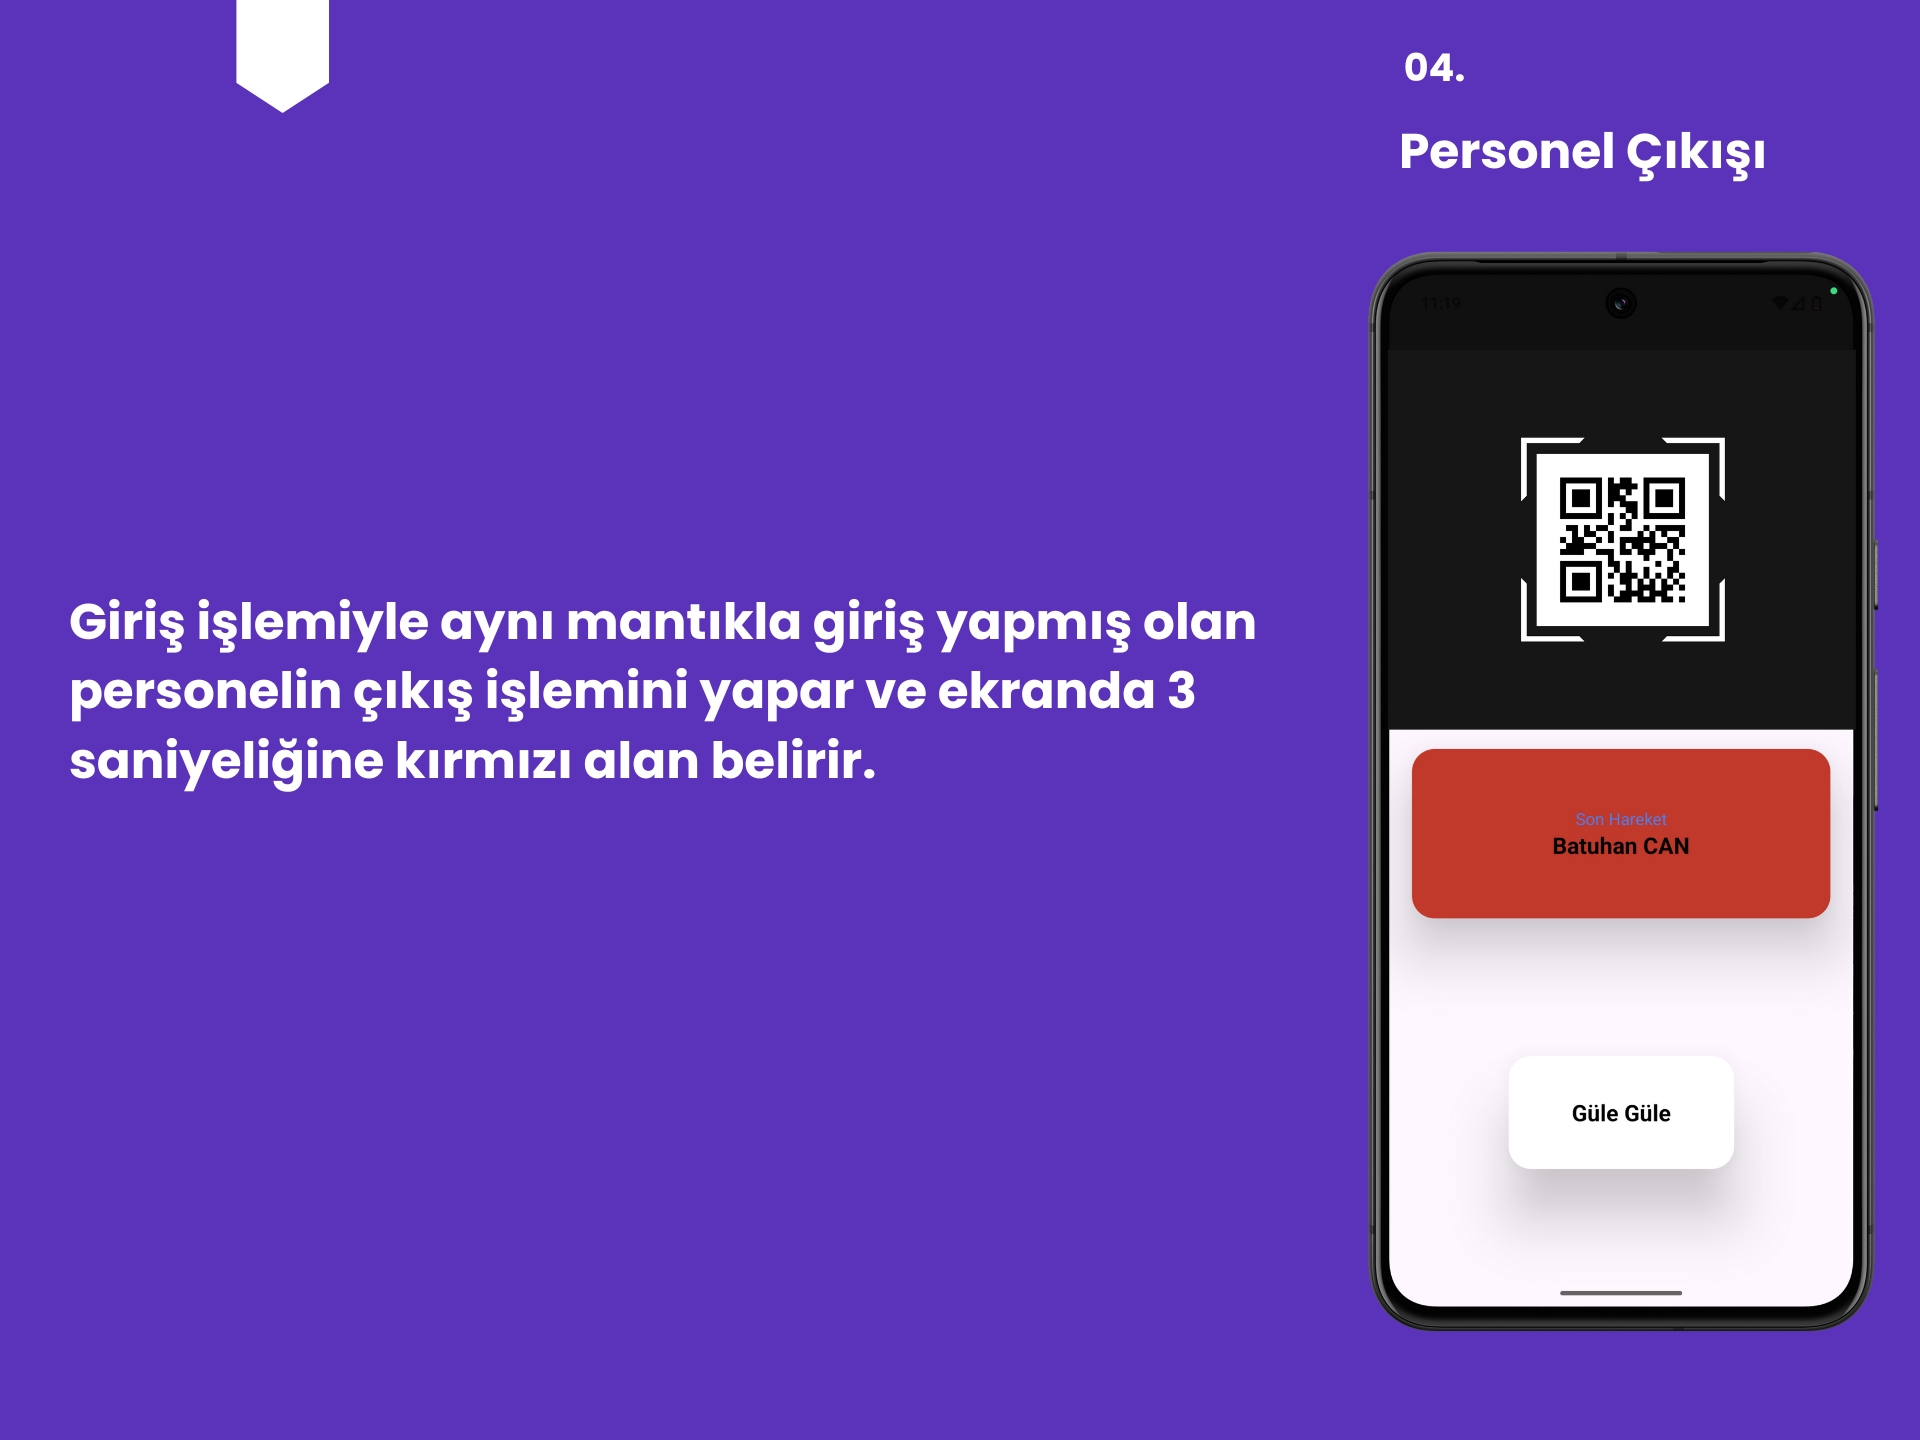 04.
Personel Çıkışı
Giriş işlemiyle aynı mantıkla giriş yapmış olan
personelin çıkış işlemini yapar ve ekranda 3
saniyeliğine kırmızı alan belirir.
11:19
Son Hareket
Batuhan CAN
Güle Güle